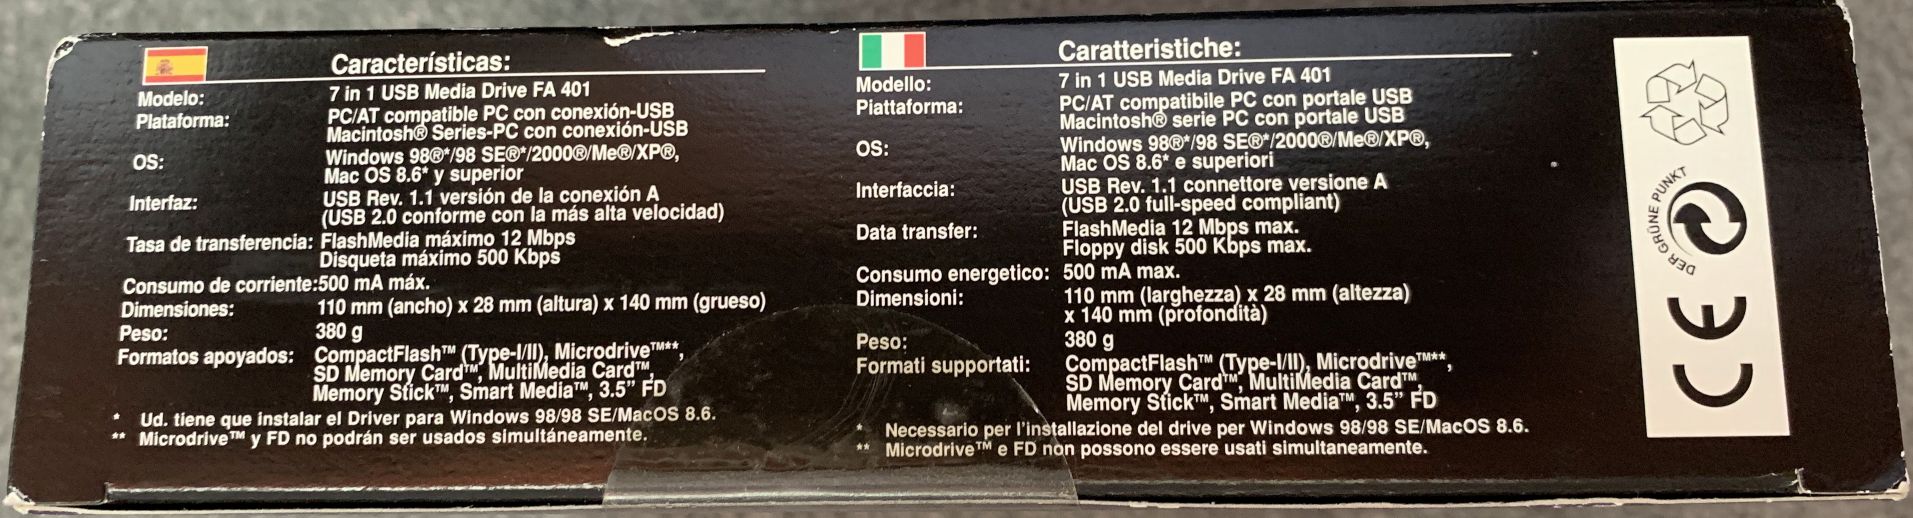 Características:
Modelo: 7 in 1 USB Media Drive FA 401
Plataforma: PC/AT compatible PC con conexión-USB
Macintosh® Series-PC con conexión-USB
OS: Windows 98®*/98 SE®*/2000®/Me®/XP®,
Mac OS 8.6* y superior
Interfaz: USB Rev. 1.1 versión de la conexión A
(USB 2.0 conforme con la más alta velocidad)
Tasa de transferencia: FlashMedia máximo 12 Mbps
Disqueta máximo 500 Kbps
Consumo de corriente:500 mA máx.
Dimensiones: 110 mm (ancho) x 28 mm (altura) x 140 mm (grueso)
Peso: 380 g
Formatos apoyados: CompactFlash™ (Type-I/II), Microdrive™**,
SD Memory Card™, MultiMedia Card™,
Memory Stick™, Smart Media™, 3.5” FD
* Ud. tiene que instalar el Driver para Windows 98/98 SE/MacOS 8.6.
** Microdrive™ y FD no podrán ser usados simultáneamente.
Caratteristiche:
Modello: 7 in 1 USB Media Drive FA 401
Piattaforma: PC/AT compatibile PC con portale USB
Macintosh® serie PC con portale USB
OS: Windows 98®*/98 SE®*/2000®/Me®/XP®,
Mac OS 8.6* e superiori
Interfaccia: USB Rev. 1.1 connettore versione A
(USB 2.0 full-speed compliant)
Data transfer: FlashMedia 12 Mbps max.
Floppy disk 500 Kbps max.
Consumo energetico: 500 mA max.
Dimensioni: 110 mm (larghezza) x 28 mm (altezza)
x 140 mm (profondità)
Peso: 380 g
Formati supportati: CompactFlash™ (Type-I/II), Microdrive™**,
SD Memory Card™, MultiMedia Card™,
Memory Stick™, Smart Media™, 3.5” FD
* Necessario per l’installazione del drive per Windows 98/98 SE/MacOS 8.6.
** Microdrive™ e FD non possono essere usati simultaneamente.
DER GRÜNE PUNKT
CE